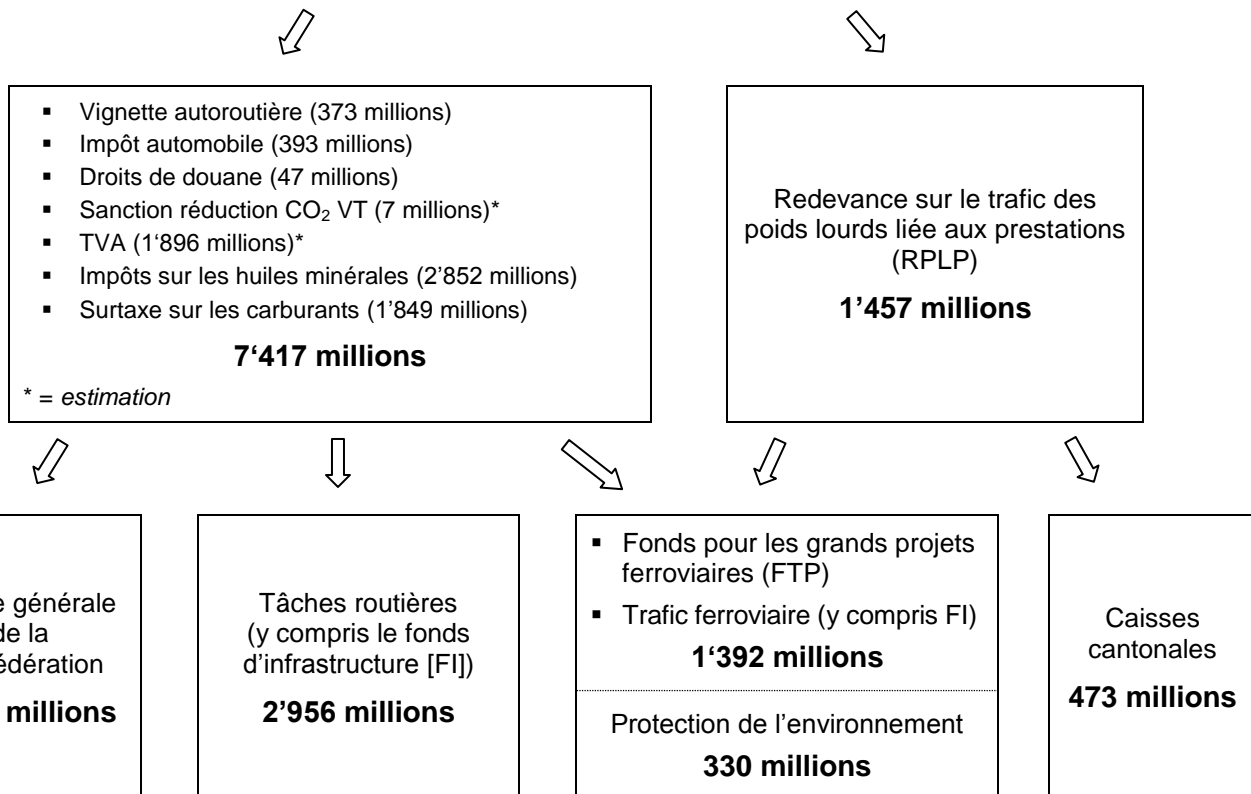 ▪ Vignette autoroutière (373 millions)
▪ Impôt automobile (393 millions)
▪ Droits de douane (47 millions)
▪ Sanction réduction CO₂ VT (7 millions)*
▪ TVA (1‘896 millions)*
▪ Impôts sur les huiles minérales (2’852 millions)
▪ Surtaxe sur les carburants (1’849 millions)
7‘417 millions
* = estimation
Redevance sur le trafic des
poids lourds liée aux prestations
(RPLP)
1’457 millions
générale
de la
millions
Tâches routières
(y compris le fonds
d’infrastructure [FI])
2’956 millions
▪ Fonds pour les grands projets
ferroviaires (FTP)
▪ Trafic ferroviaire (y compris FI)
1‘392 millions
Protection de l’environnement
330 millions
Caisses
cantonales
473 millions